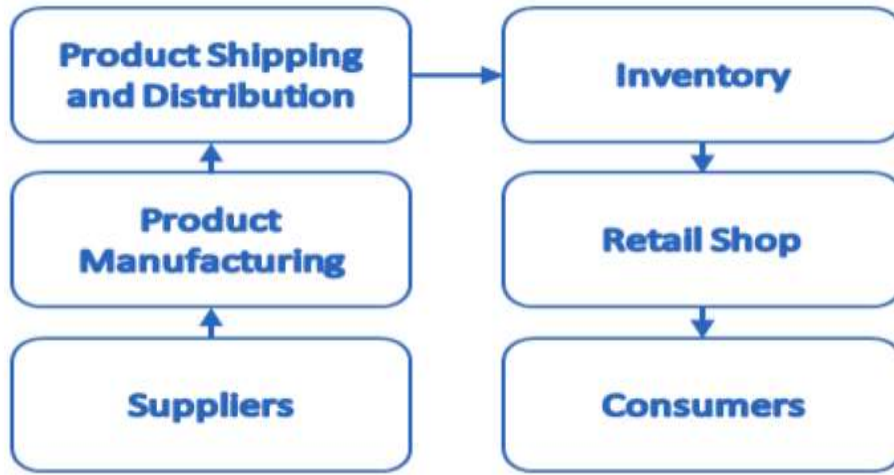 Product Shipping
and Distribution
Inventory
Product
Manufacturing
Retail Shop
Suppliers
Consumers